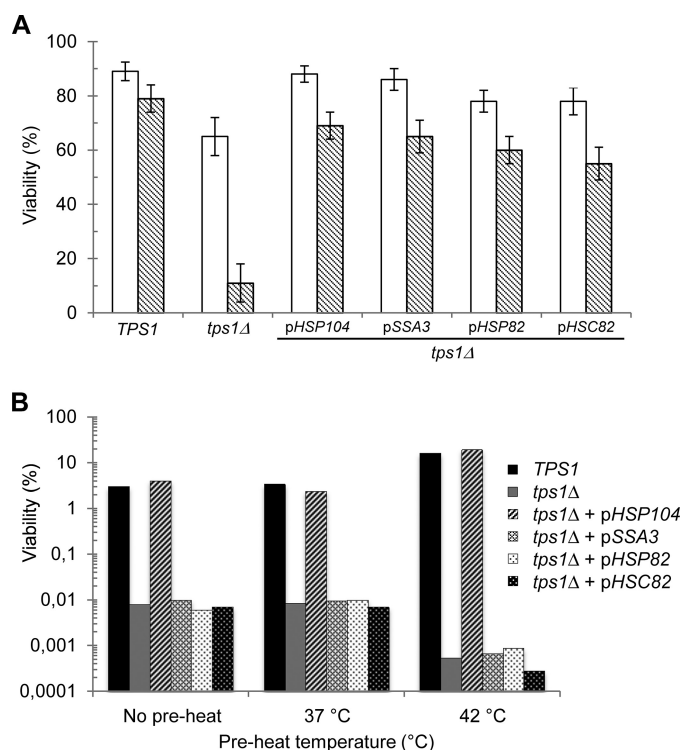 A
100
80
60
40
20
0
Viability (%)
TPS1
tps1Δ
pHSP104
pSSA3
pHSP82
pHSC82
tps1Δ
B
100
10
1
0,1
0,01
0,001
0,0001
Viability (%)
TPS1
tps1Δ
tps1Δ + pHSP104
tps1Δ + pSSA3
tps1Δ + pHSP82
tps1Δ + pHSC82
No pre-heat
37 °C
42 °C
Pre-heat temperature (°C)